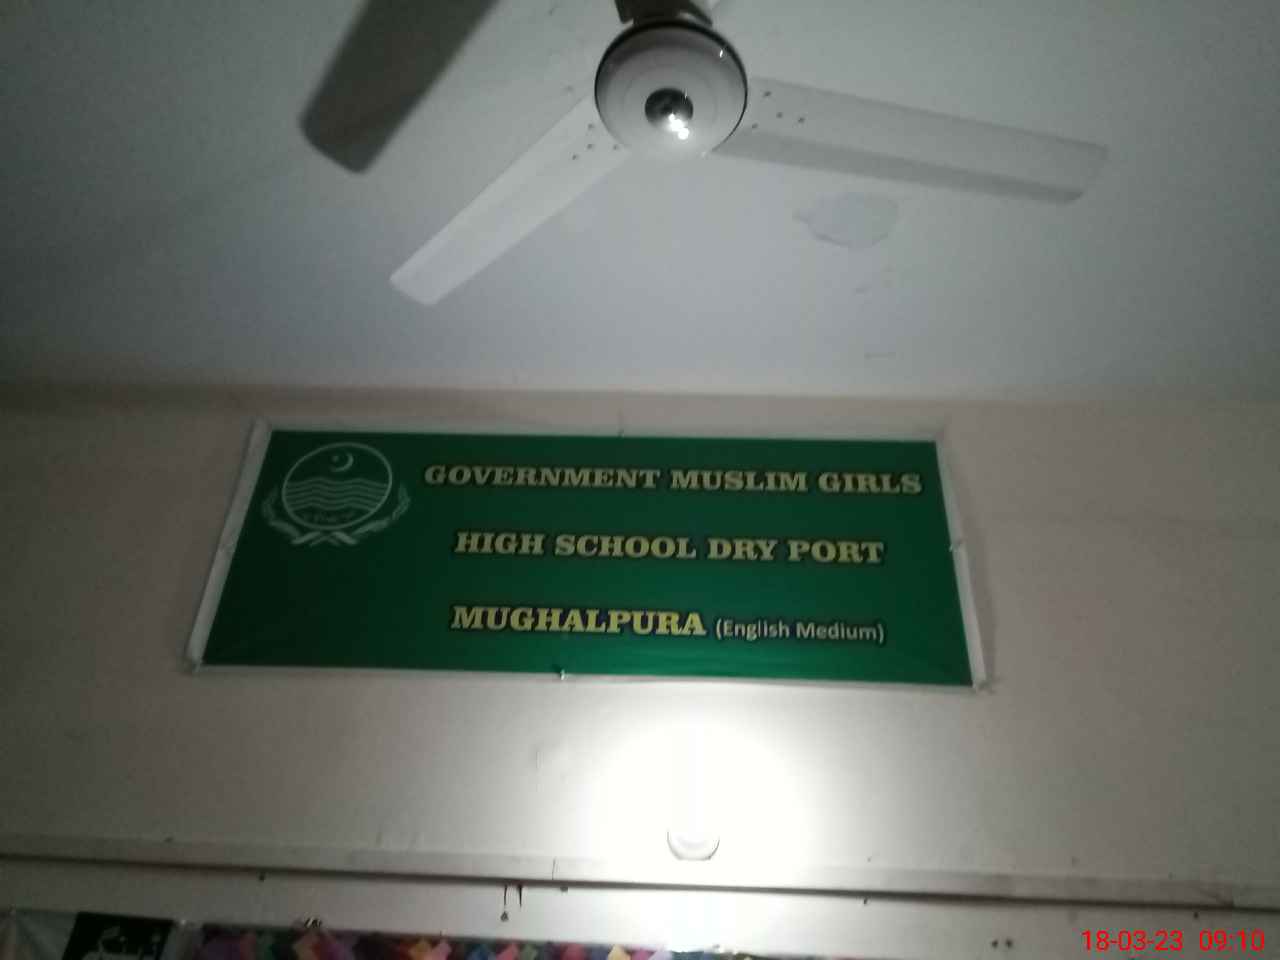 GOVERNMENT MUSLIM GIRLS
HIGH SCHOOL DRY PORT
MUGHALPURA (English Medium)
18-03-23 09:10